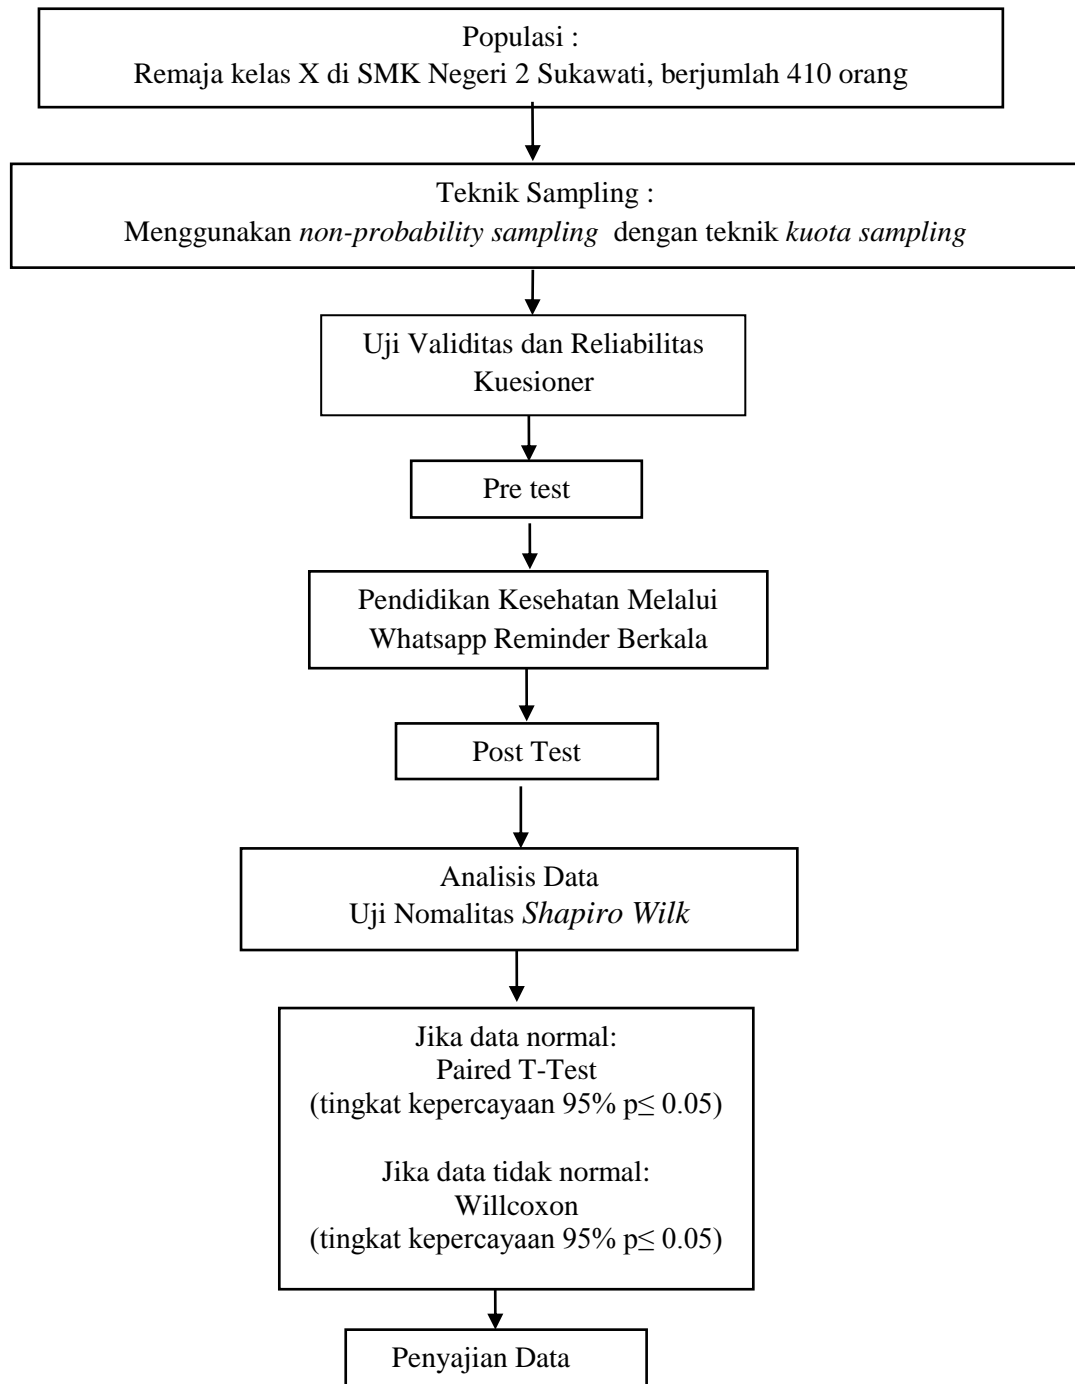 Populasi :
Remaja kelas X di SMK Negeri 2 Sukawati, berjumlah 410 orang
Teknik Sampling :
Menggunakan non-probability sampling dengan teknik kuota sampling
Uji Validitas dan Reliabilitas
Kuesioner
Pre test
Pendidikan Kesehatan Melalui
Whatsapp Reminder Berkala
Post Test
Analisis Data
Uji Nomalitas Shapiro Wilk
Jika data normal:
Paired T-Test
(tingkat kepercayaan 95% p≤ 0.05)
Jika data tidak normal:
Willcoxon
(tingkat kepercayaan 95% p≤ 0.05)
Penyajian Data